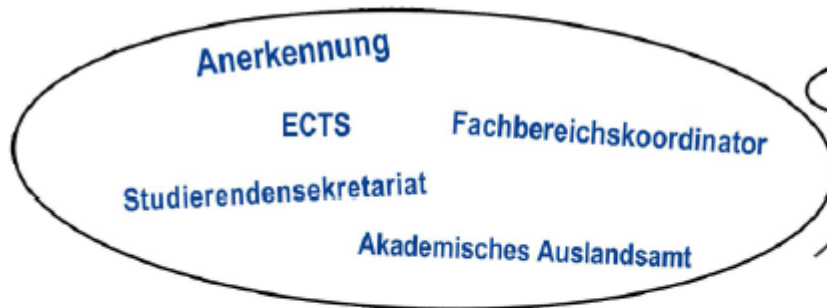 Anerkennung
ECTS
Fachbereichskoordinator
Studierendensekretariat
Akademisches Auslandsamt